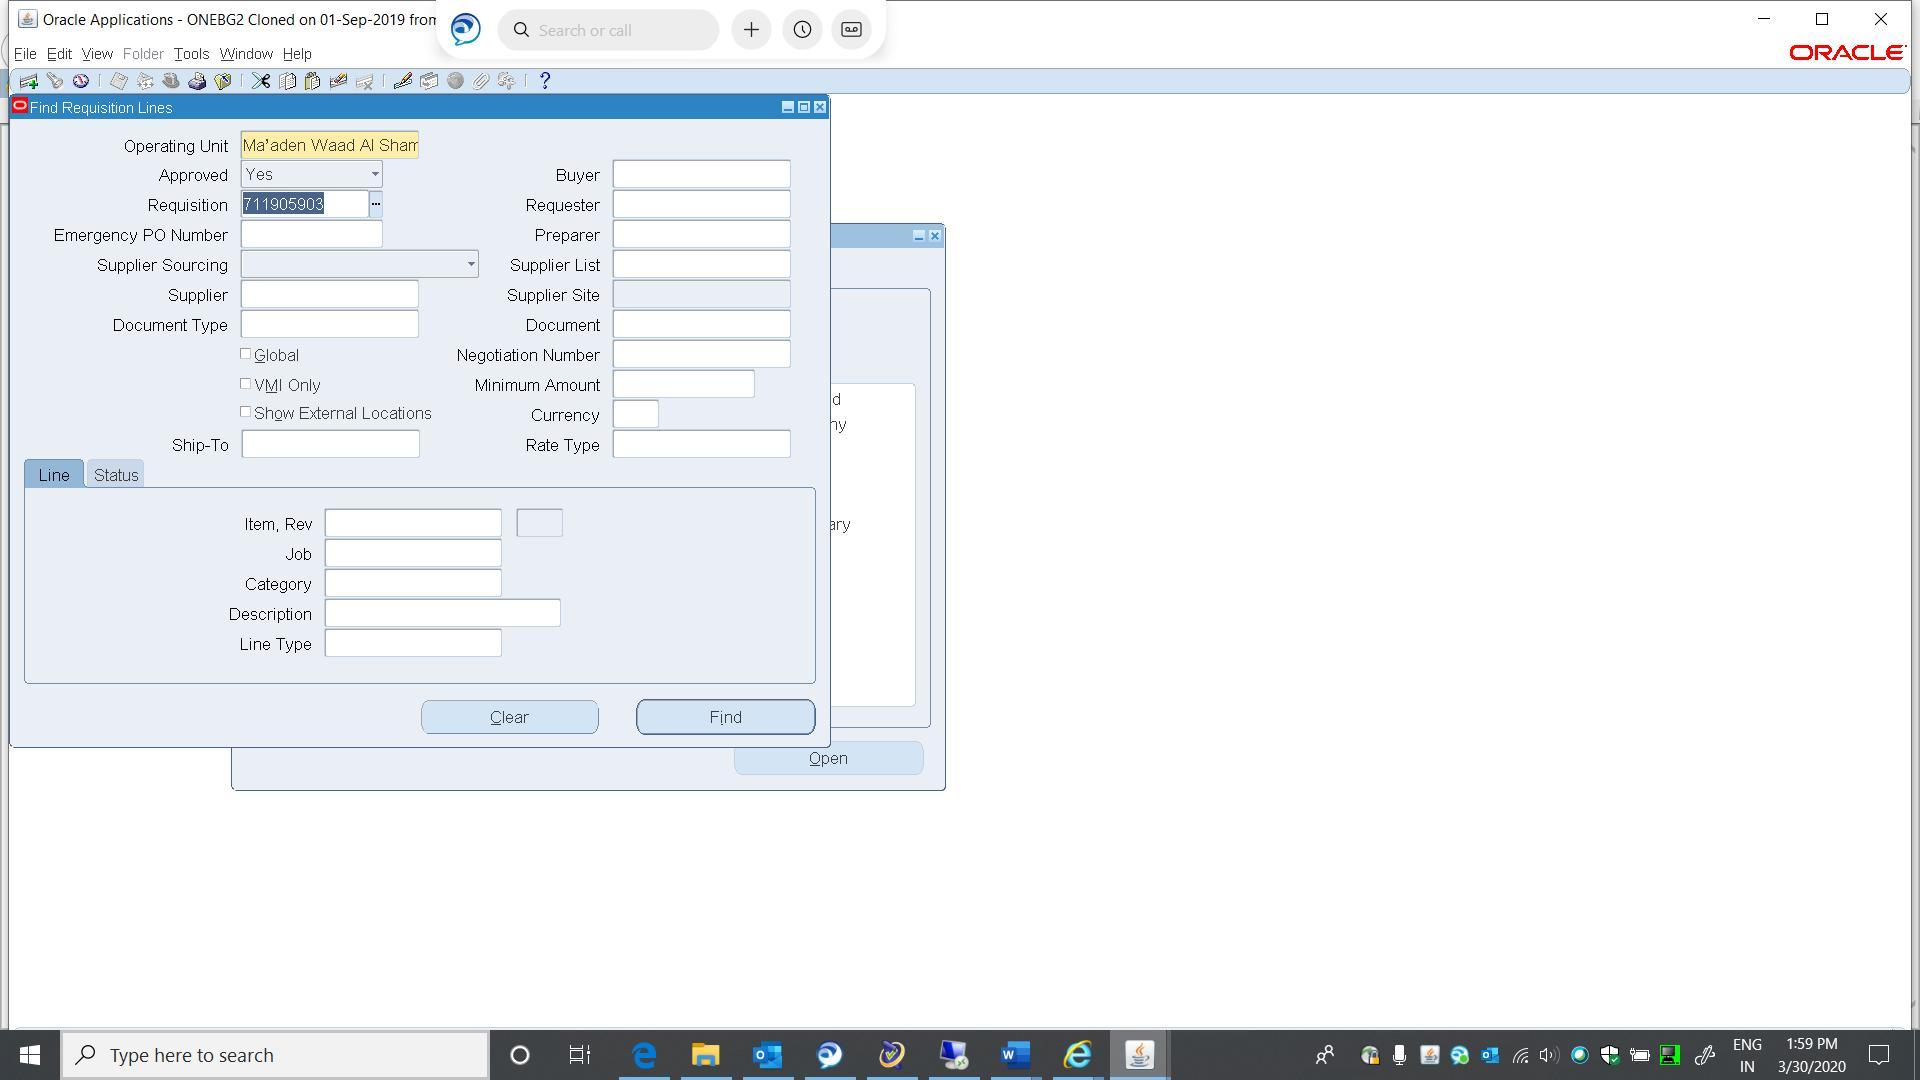 Oracle Applications - ONEBG2 Cloned on 01-Sep-2019 from
Search or call
File Edit View Folder Tools Window Help
ORACLE
Find Requisition Lines
Operating Unit Ma'aden Waad Al Sham
Approved Yes Buyer
Requisition 711905903 Requester
Emergency PO Number Preparer
Supplier Sourcing Supplier List
Supplier Supplier Site
Document Type Document
Global Negotiation Number
VMI Only Minimum Amount
Show External Locations Currency
Ship-To Rate Type
Line Status
Item, Rev
Job
Category
Description
Line Type
Clear Find
Open
Type here to search
ENG
IN
1:59 PM
3/30/2020